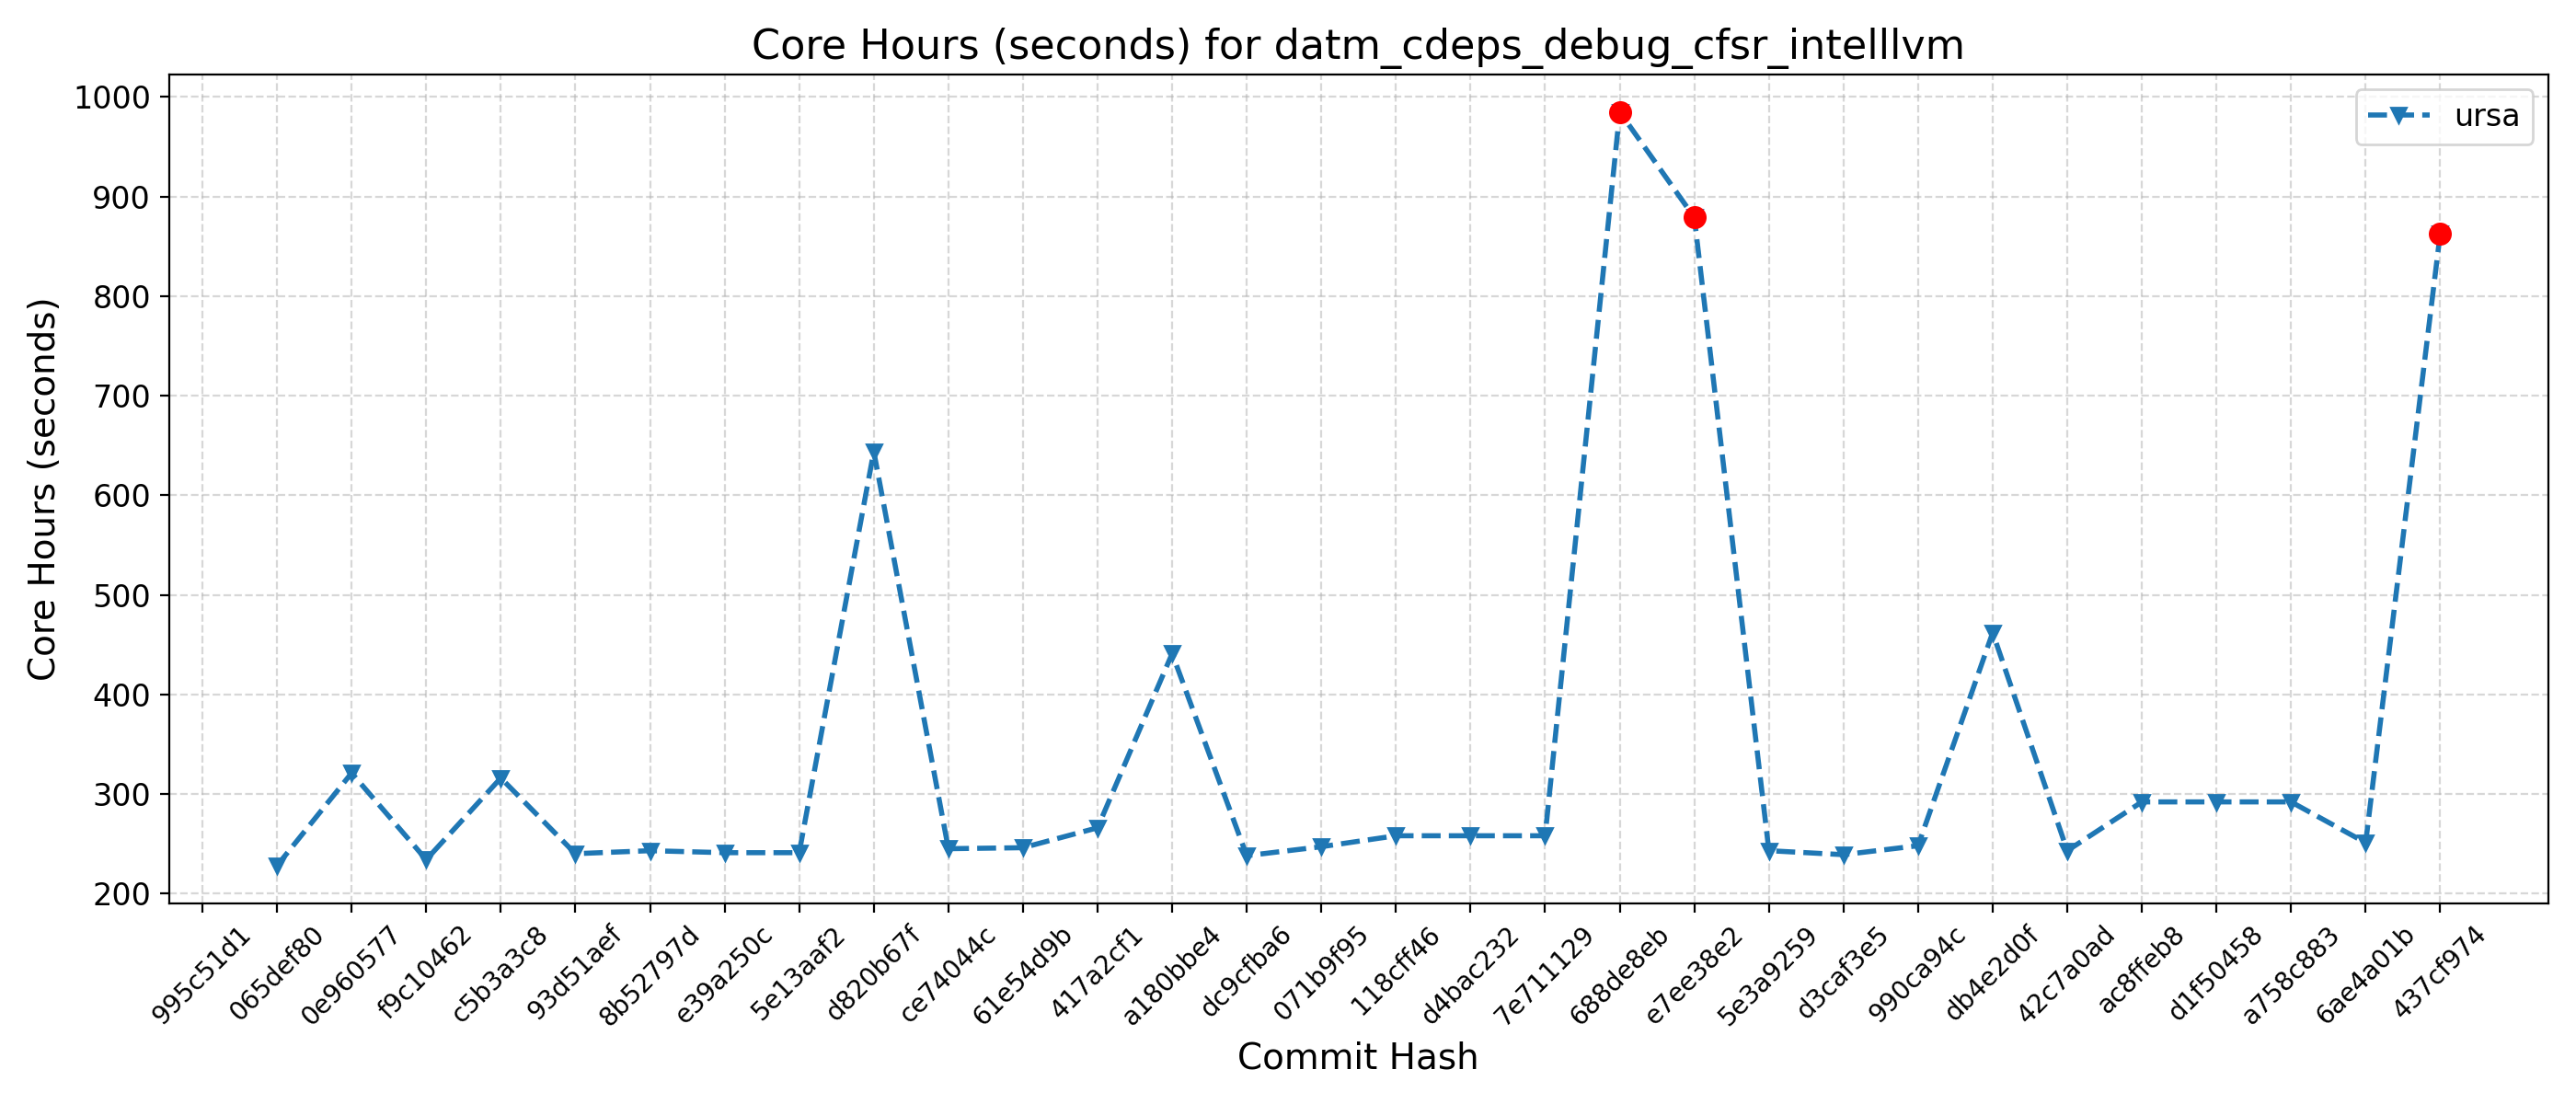 Core Hours (seconds) for datm_cdeps_debug_cfsr_intelllvm
ursa
Core Hours (seconds)
1000
900
800
700
600
500
400
300
200
995c51d1
065def80
0e960577
f9c10462
c5b3a3c8
93d51aef
8b52797d
e39a250c
5e13aaf2
d820b67f
ce74044c
61e54d9b
417a2cf1
a180bbe4
dc9cfba6
071b9f95
118cff46
d4bac232
7e711129
688de8eb
e7ee38e2
5e3a9259
d3caf3e5
990ca94c
db4e2d0f
42c7a0ad
ac8ffeb8
d1f50458
a758c883
6ae4a01b
437cf974
Commit Hash